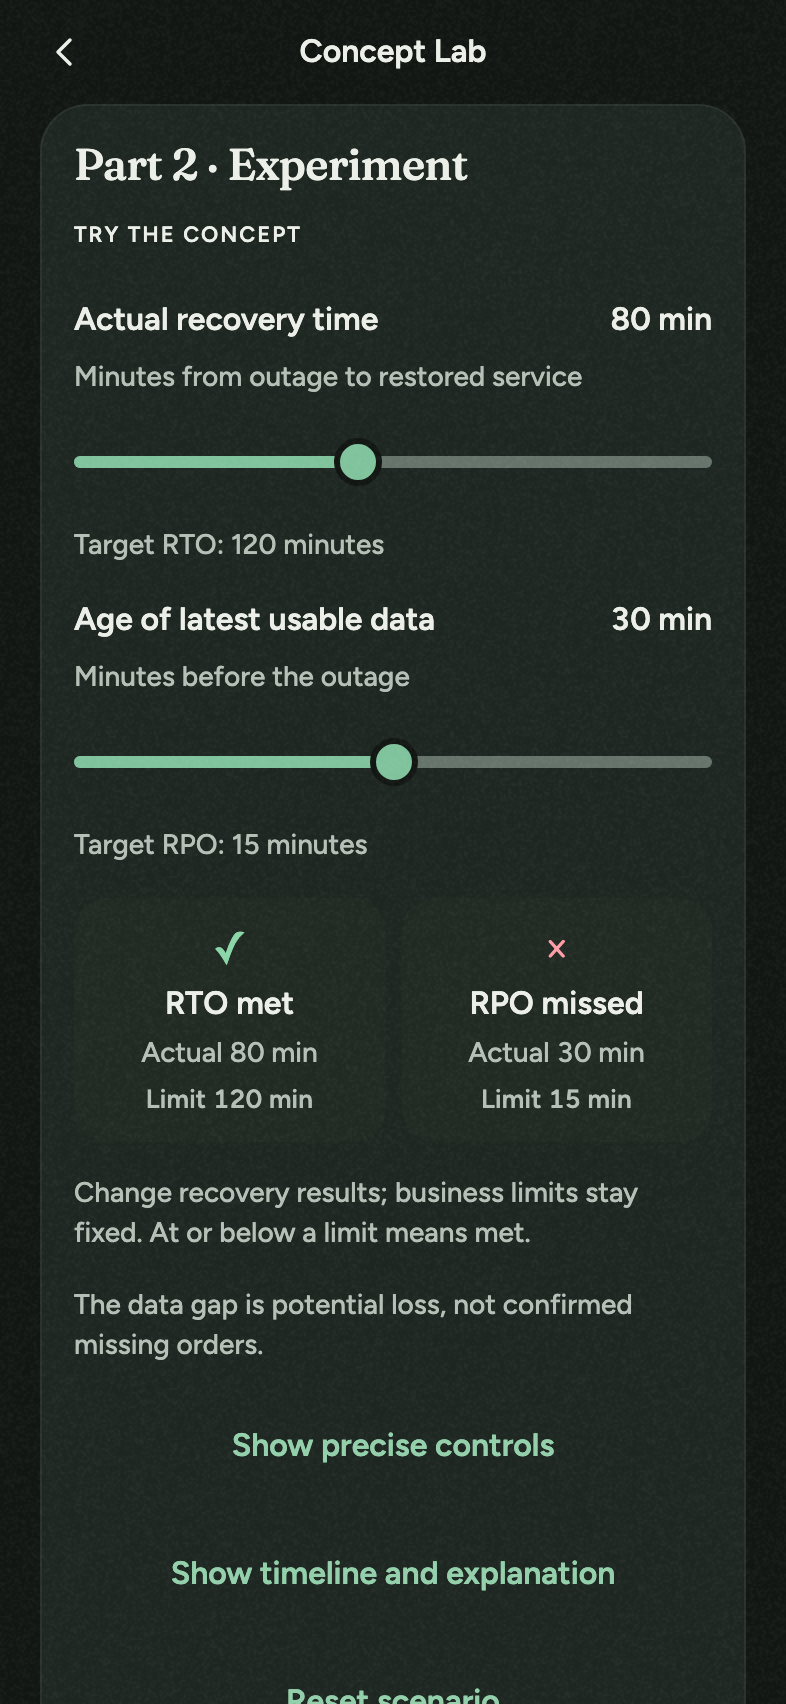 Concept Lab
Part 2 · Experiment
TRY THE CONCEPT
Actual recovery time 80 min
Minutes from outage to restored service
Target RTO: 120 minutes
Age of latest usable data 30 min
Minutes before the outage
Target RPO: 15 minutes
RTO met
Actual 80 min
Limit 120 min
RPO missed
Actual 30 min
Limit 15 min
Change recovery results; business limits stay
fixed. At or below a limit means met.
The data gap is potential loss, not confirmed
missing orders.
Show precise controls
Show timeline and explanation
Reset scenario